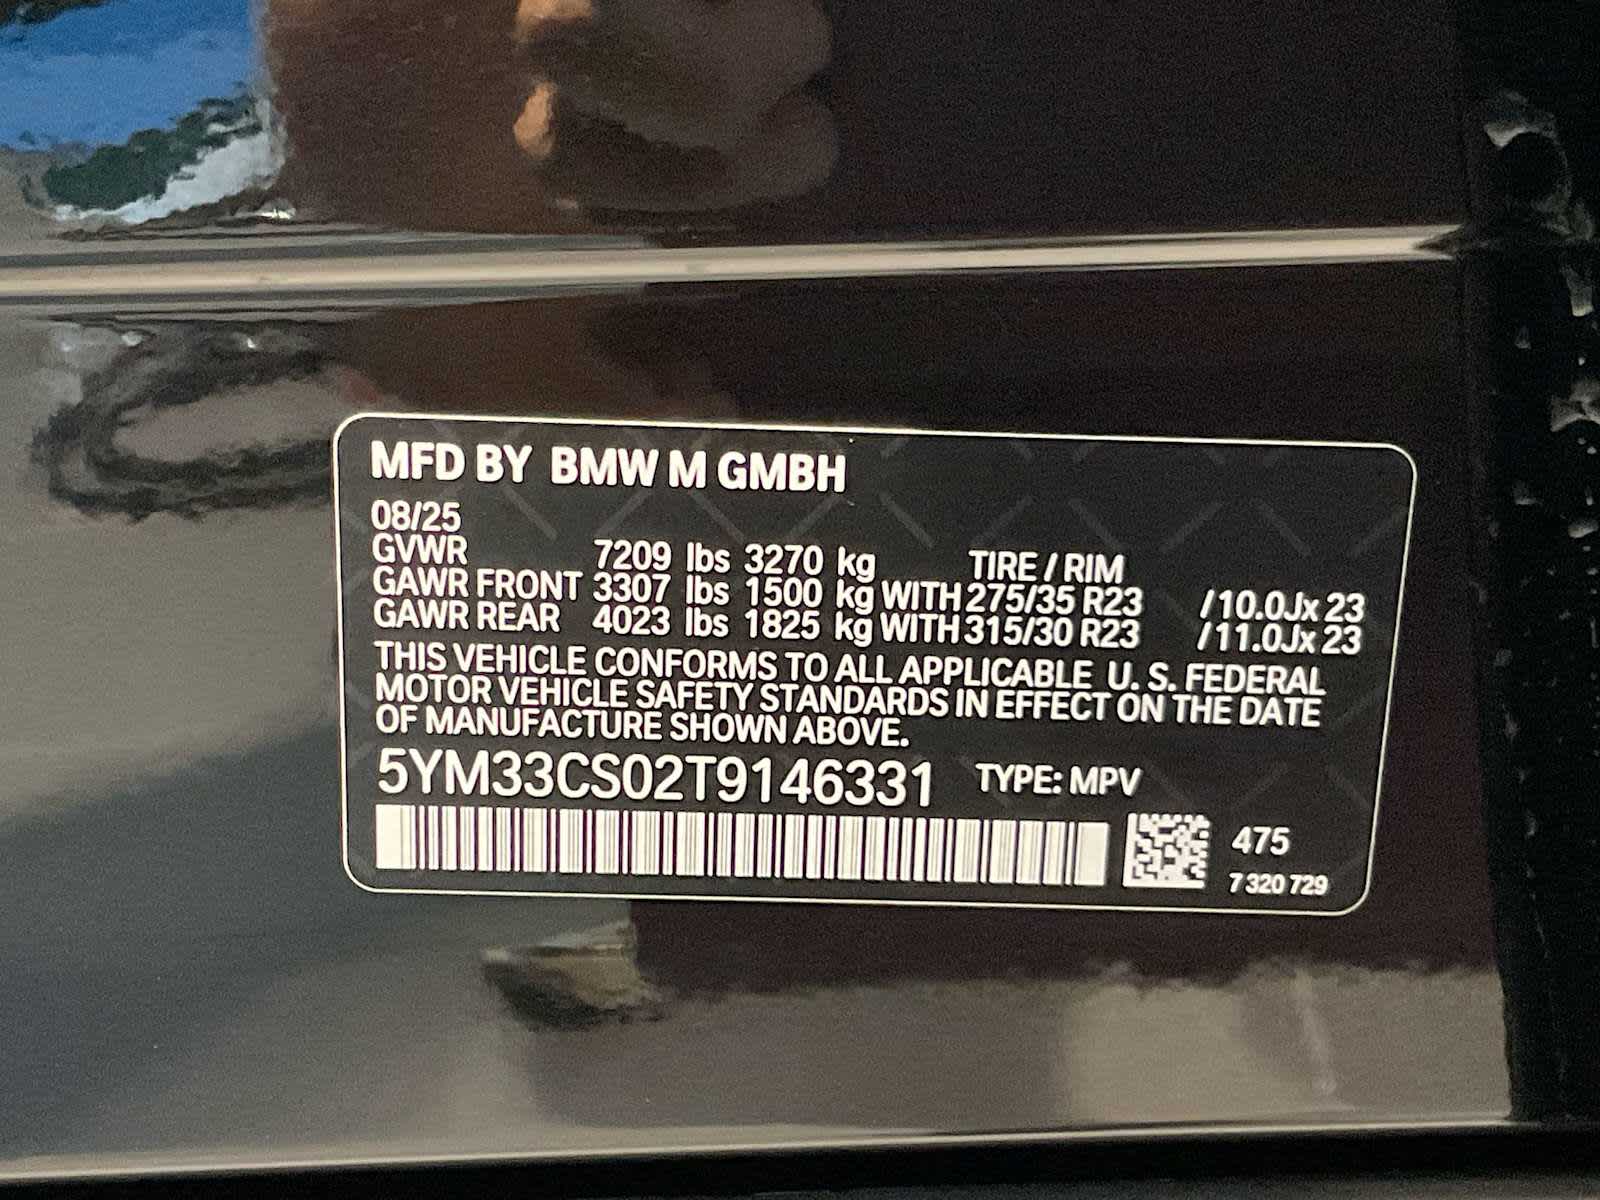 MFD BY BMW M GMBH
08/25
GVWR 7209 lbs 3270 kg TIRE / RIM
GAWR FRONT 3307 lbs 1500 kg WITH 275/35 R23 /10.0Jx 23
GAWR REAR 4023 lbs 1825 kg WITH 315/30 R23 /11.0Jx 23
THIS VEHICLE CONFORMS TO ALL APPLICABLE U. S. FEDERAL
MOTOR VEHICLE SAFETY STANDARDS IN EFFECT ON THE DATE
OF MANUFACTURE SHOWN ABOVE.
5YM33CS02T9146331 TYPE: MPV
475
7 320 729